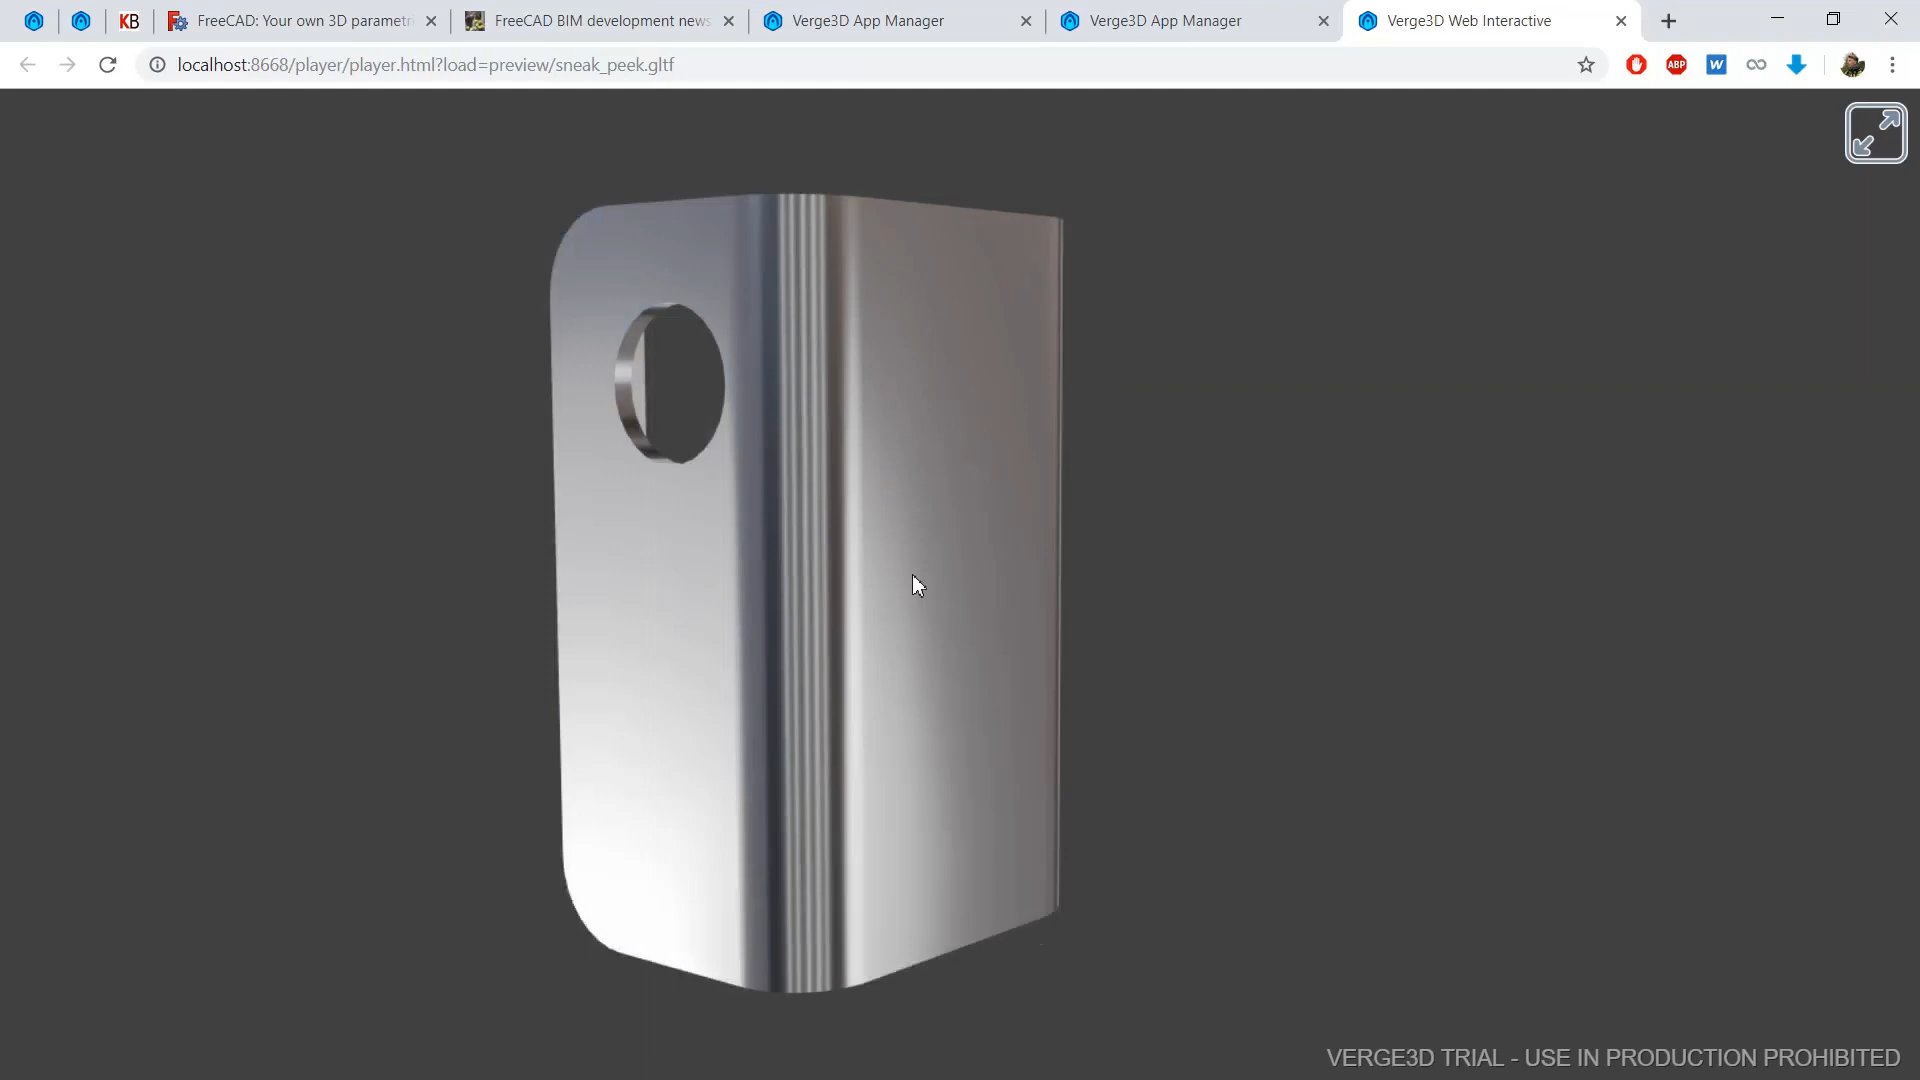 KB
FreeCAD: Your own 3D parametri
FreeCAD BIM development news
Verge3D App Manager
Verge3D App Manager
Verge3D Web Interactive
localhost:8668/player/player.html?load=preview/sneak_peek.gltf
ABP
W
VERGE3D TRIAL - USE IN PRODUCTION PROHIBITED